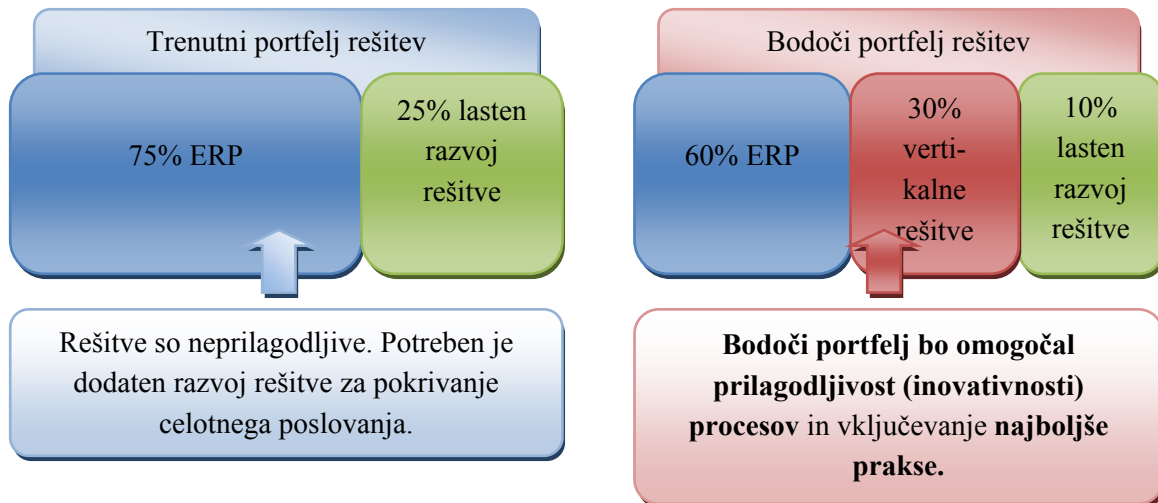 Trenutni portfelj rešitev
75% ERP
25% lasten
razvoj
rešitve
Rešitve so neprilagodljive. Potreben je
dodaten razvoj rešitve za pokrivanje
celotnega poslovanja.
Bodoči portfelj rešitev
60% ERP
30%
verti-
kalne
rešitve
10%
lasten
razvoj
rešitve
Bodoči portfelj bo omogočal
prilagodljivost (inovativnosti)
procesov in vključevanje najboljše
prakse.